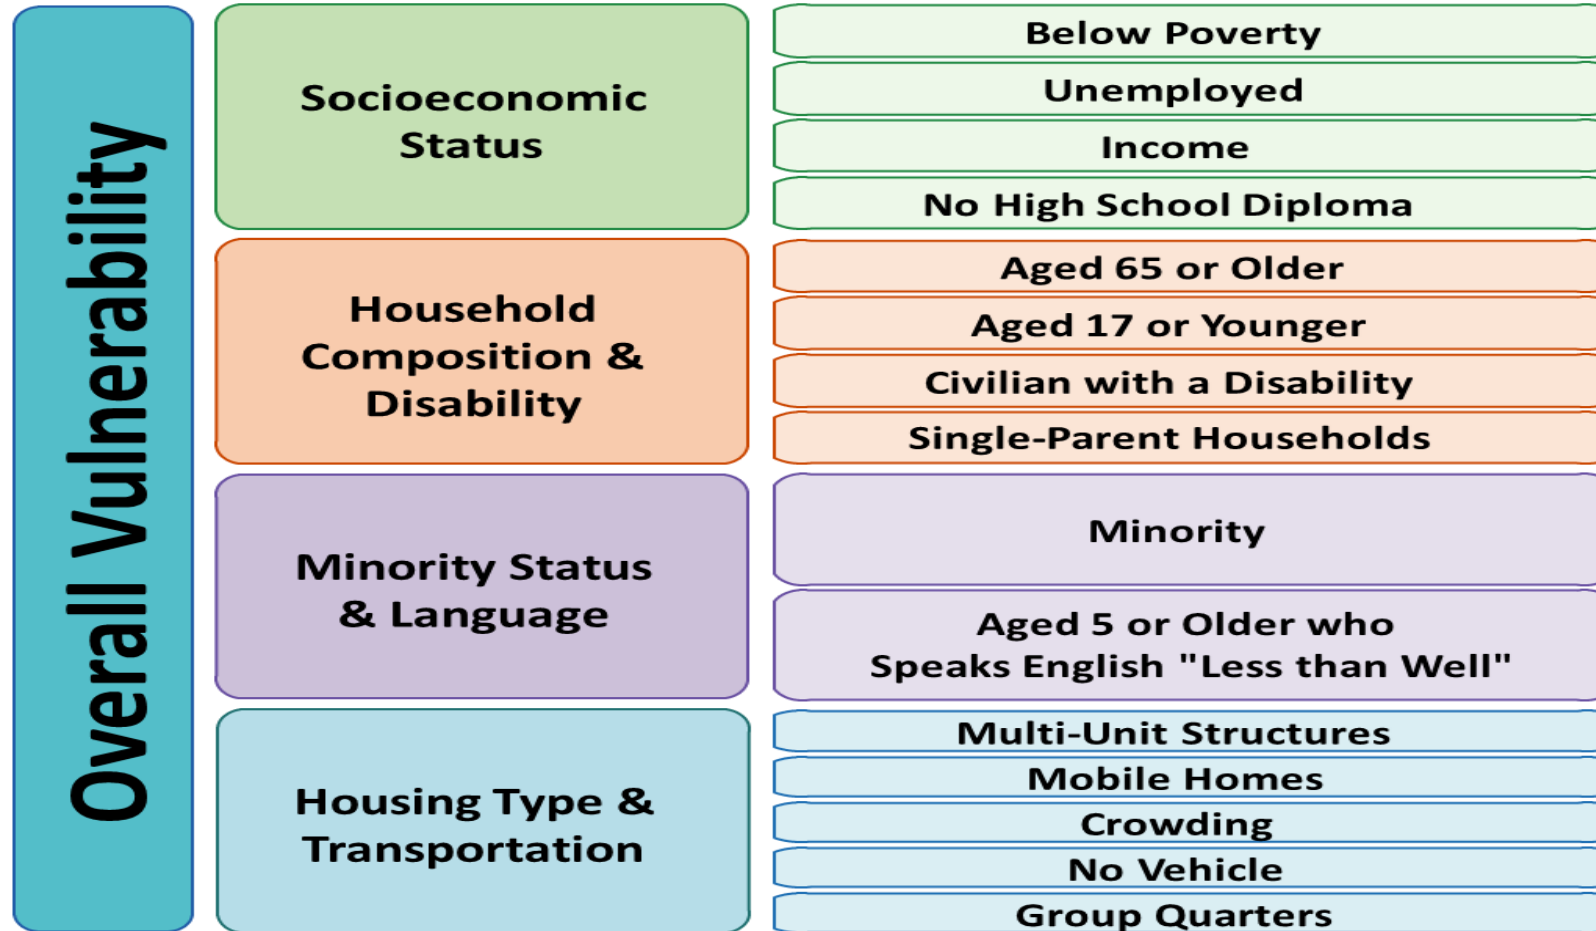 Overall Vulnerability
Socioeconomic
Status
Below Poverty
Unemployed
Income
No High School Diploma
Household
Composition &
Disability
Aged 65 or Older
Aged 17 or Younger
Civilian with a Disability
Single-Parent Households
Minority Status
& Language
Minority
Aged 5 or Older who
Speaks English "Less than Well"
Housing Type &
Transportation
Multi-Unit Structures
Mobile Homes
Crowding
No Vehicle
Group Quarters